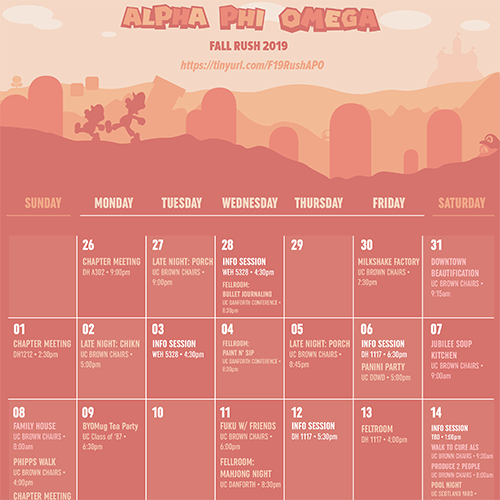 ALPHA PHI OMEGA
FALL RUSH 2019
https://tinyurl.com/F19RushAPO
SUNDAY MONDAY TUESDAY WEDNESDAY THURSDAY FRIDAY SATURDAY
26
CHAPTER MEETING
DH A302 • 9:00pm
27
LATE NIGHT: PORCH
UC BROWN CHAIRS •
9:00pm
28
INFO SESSION
WEH 5328 • 4:30pm
FELLROOM:
BULLET JOURNALING
UC DANFORTH CONFERENCE •
8:30pm
29
30
MILKSHAKE FACTORY
UC BROWN CHAIRS •
7:30pm
31
DOWNTOWN
BEAUTIFICATION
UC BROWN CHAIRS •
9:15am
01
CHAPTER MEETING
DH1212 • 2:30pm
02
LATE NIGHT: CHIKN
UC BROWN CHAIRS •
5:00pm
03
INFO SESSION
WEH 5328 • 4:30pm
04
FELLROOM:
PAINT N' SIP
UC DANFORTH CONFERENCE •
8:30pm
05
LATE NIGHT: PORCH
UC BROWN CHAIRS •
8:45pm
06
INFO SESSION
DH 1117 • 6:30pm
PANINI PARTY
UC DOWD • 5:00pm
07
JUBILEE SOUP
KITCHEN
UC BROWN CHAIRS •
9:00am
08
FAMILY HOUSE
UC BROWN CHAIRS •
8:00am
PHIPPS WALK
UC BROWN CHAIRS •
4:00pm
CHAPTER MEETING
09
BYOMug Tea Party
UC Class of '87 •
6:30pm
10
11
FUKU W/ FRIENDS
UC BROWN CHAIRS •
6:00pm
FELLROOM:
MAHJONG NIGHT
UC DANFORTH • 8:30pm
12
INFO SESSION
DH 1117 • 5:30pm
13
FELTROOM
DH 1117 • 4:00pm
14
INFO SESSION
TBD • 1:00pm
WALK TO CURE ALS
UC BROWN CHAIRS • 9:30am
PRODUCE 2 PEOPLE
UC BROWN CHAIRS • 8:00am
POOL NIGHT
UC SCOTLAND YARD •